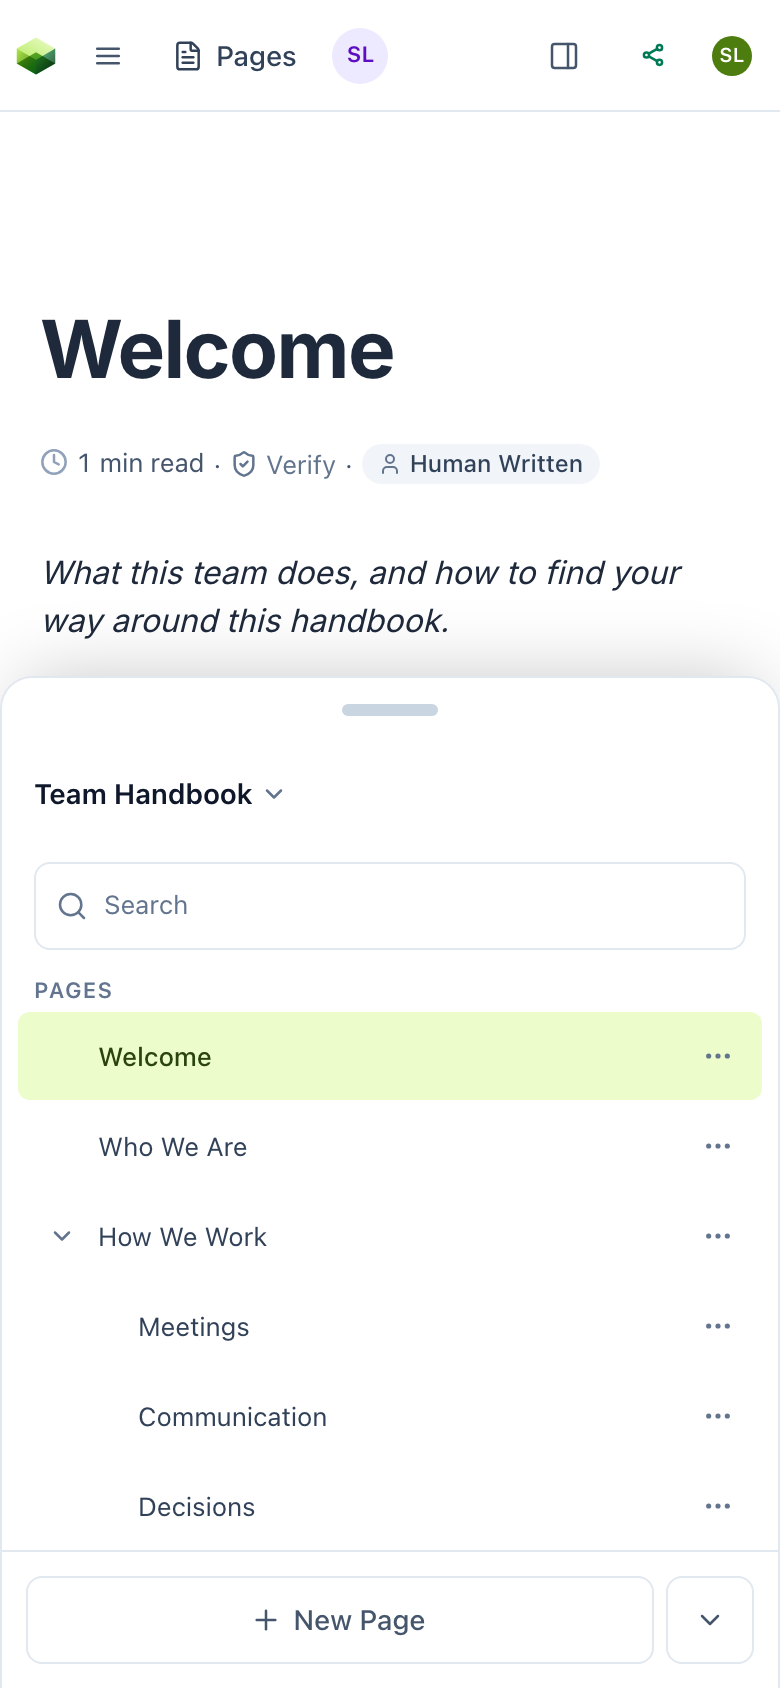 Pages
SL
SL
Welcome
1 min read · Verify · Human Written
What this team does, and how to find your
way around this handbook.
Team Handbook
Search
PAGES
Welcome
Who We Are
How We Work
Meetings
Communication
Decisions
New Page